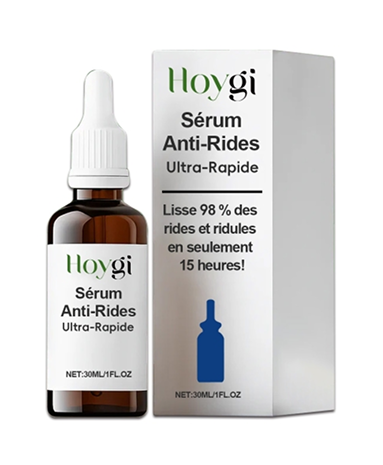 Hoygi
Sérum
Anti-Rides
Ultra-Rapide
Lisse 98 % des
rides et ridules
en seulement
15 heures!
NET:30ML/1FL.OZ
Hoygi
Sérum
Anti-Rides
Ultra-Rapide
NET:30ML/1FL.OZ